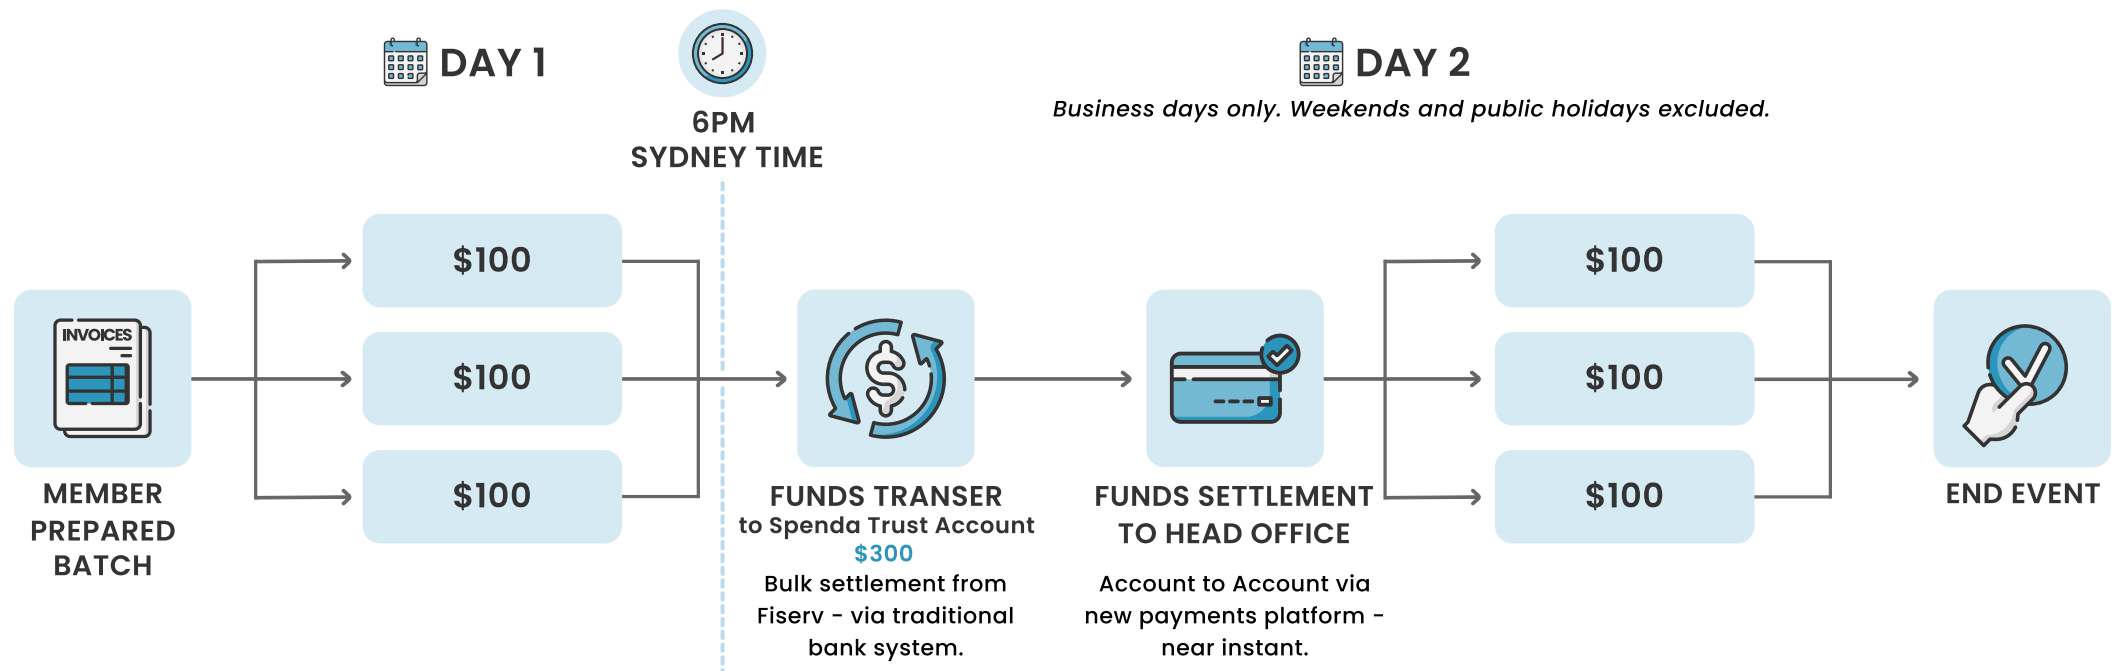 DAY 1
6PM
SYDNEY TIME
DAY 2
Business days only. Weekends and public holidays excluded.
INVOICES
MEMBER
PREPARED
BATCH
$100
$100
$100
FUNDS TRANSER
to Spenda Trust Account
$300
Bulk settlement from
Fiserv - via traditional
bank system.
FUNDS SETTLEMENT
TO HEAD OFFICE
Account to Account via
new payments platform -
near instant.
$100
$100
$100
END EVENT